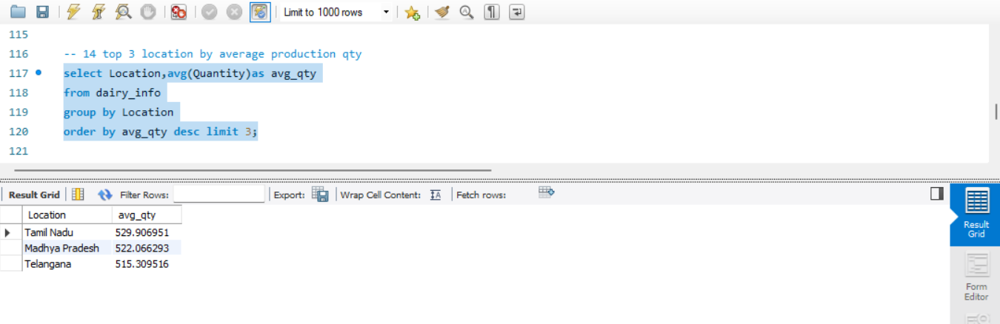 Limit to 1000 rows
115
116 -- 14 top 3 location by average production qty
117 select Location,avg(Quantity)as avg_qty
118 from dairy_info
119 group by Location
120 order by avg_qty desc limit 3;
121
Result Grid Filter Rows: Export: Wrap Cell Content: Fetch rows:
Location avg_qty
Tamil Nadu 529.906951
Madhya Pradesh 522.066293
Telangana 515.309516
Result
Grid
Form
Editor